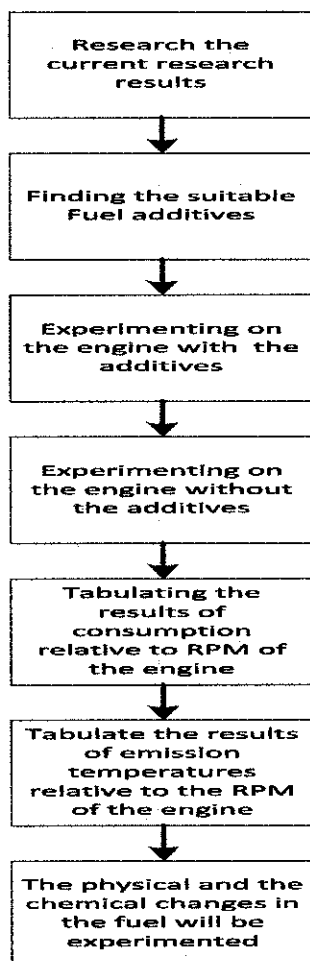 Research the
current research
results
Finding the suitable
Fuel additives
Experimenting on
the engine with the
additives
Experimenting on
the engine without
the additives
Tabulating the
results of
consumption
relative to RPM of
the engine
Tabulate the results
of emission
temperatures
relative to the RPM
of the engine
The physical and the
chemical changes in
the fuel will be
experimented